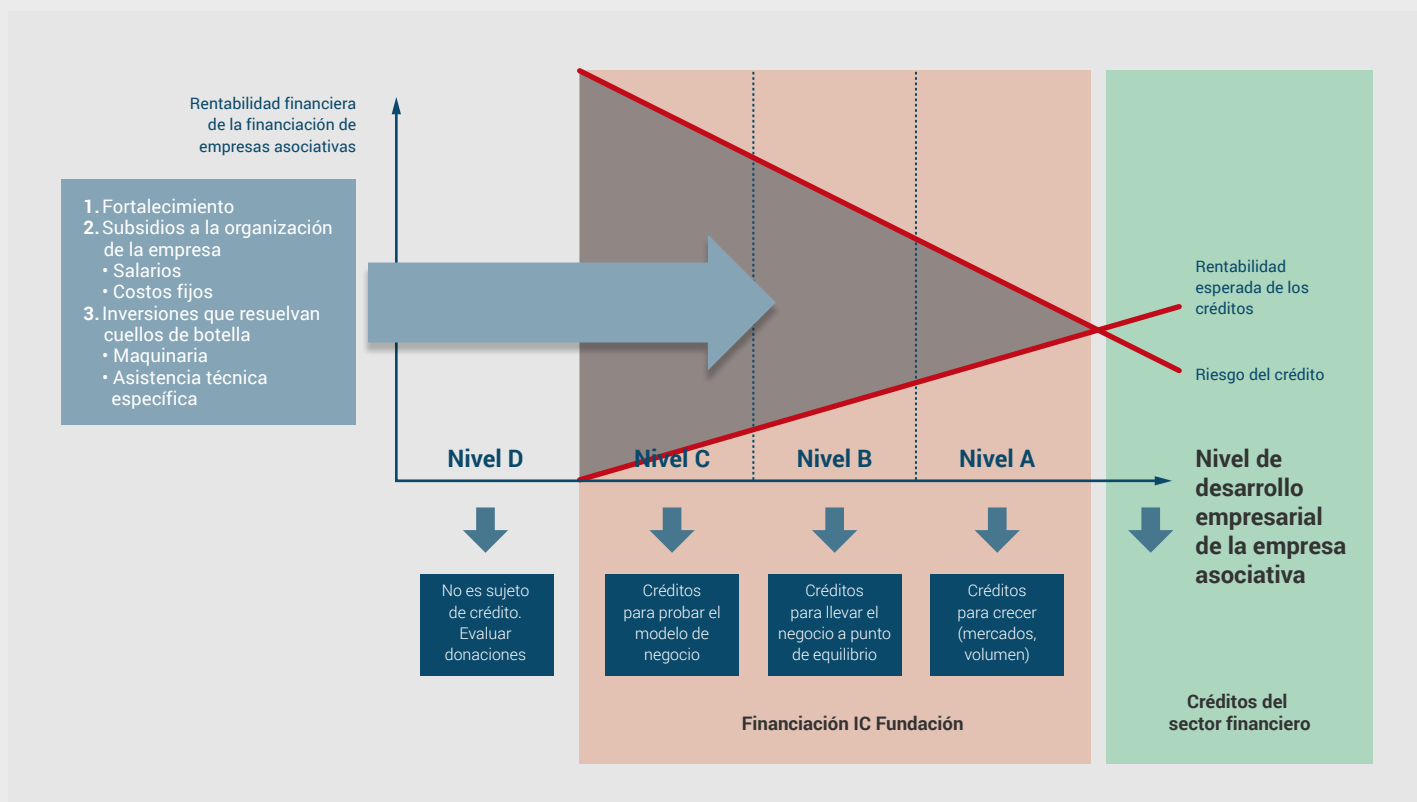 Rentabilidad financiera
de la financiación de
empresas asociativas
1. Fortalecimiento
2. Subsidios a la organización
de la empresa
• Salarios
• Costos fijos
3. Inversiones que resuelvan
cuellos de botella
• Maquinaria
• Asistencia técnica
específica
Rentabilidad
esperada de los
créditos
Riesgo del crédito
Nivel D
Nivel C
Nivel B
Nivel A
Nivel de
desarrollo
empresarial
de la empresa
asociativa
No es sujeto
de crédito.
Evaluar
donaciones
Créditos
para probar el
modelo de
negocio
Créditos
para llevar el
negocio a punto
de equilibrio
Créditos
para crecer
(mercados,
volumen)
Financiación IC Fundación
Créditos del
sector financiero